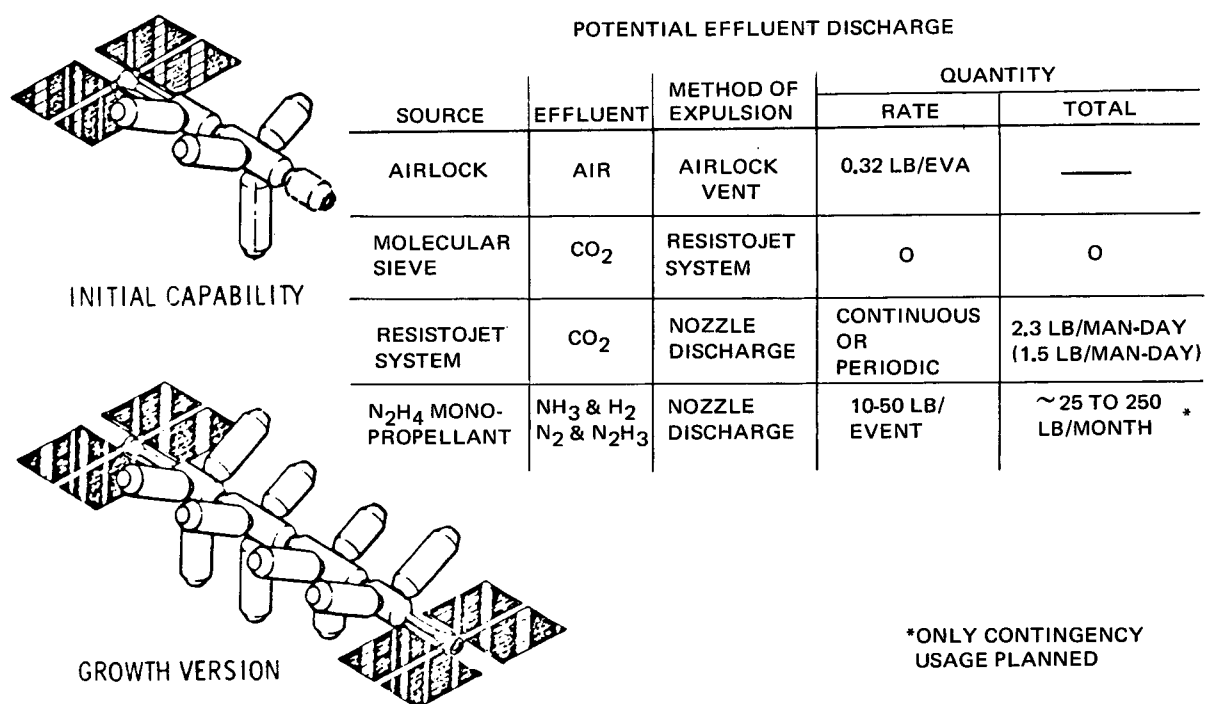 POTENTIAL EFFLUENT DISCHARGE
SOURCE EFFLUENT METHOD OF EXPULSION QUANTITY
RATE TOTAL
AIRLOCK AIR AIRLOCK VENT 0.32 LB/EVA ———
MOLECULAR SIEVE CO2 RESISTOJET SYSTEM O O
RESISTOJET SYSTEM CO2 NOZZLE DISCHARGE CONTINUOUS OR PERIODIC 2.3 LB/MAN-DAY (1.5 LB/MAN-DAY)
N2H4 MONO-PROPELLANT NH3 & H2 N2 & N2H3 NOZZLE DISCHARGE 10-50 LB/EVENT ~25 TO 250 LB/MONTH *
INITIAL CAPABILITY
GROWTH VERSION
*ONLY CONTINGENCY
USAGE PLANNED